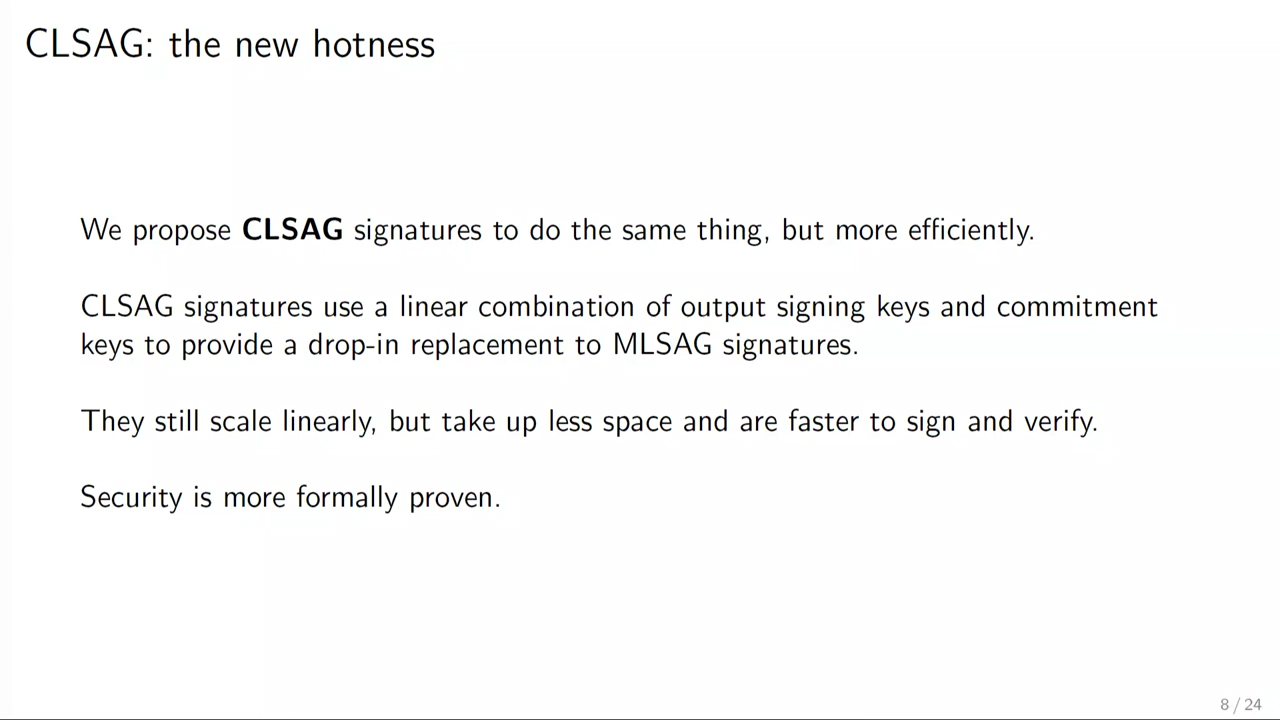 CLSAG: the new hotness
We propose CLSAG signatures to do the same thing, but more efficiently.
CLSAG signatures use a linear combination of output signing keys and commitment
keys to provide a drop-in replacement to MLSAG signatures.
They still scale linearly, but take up less space and are faster to sign and verify.
Security is more formally proven.
8 / 24